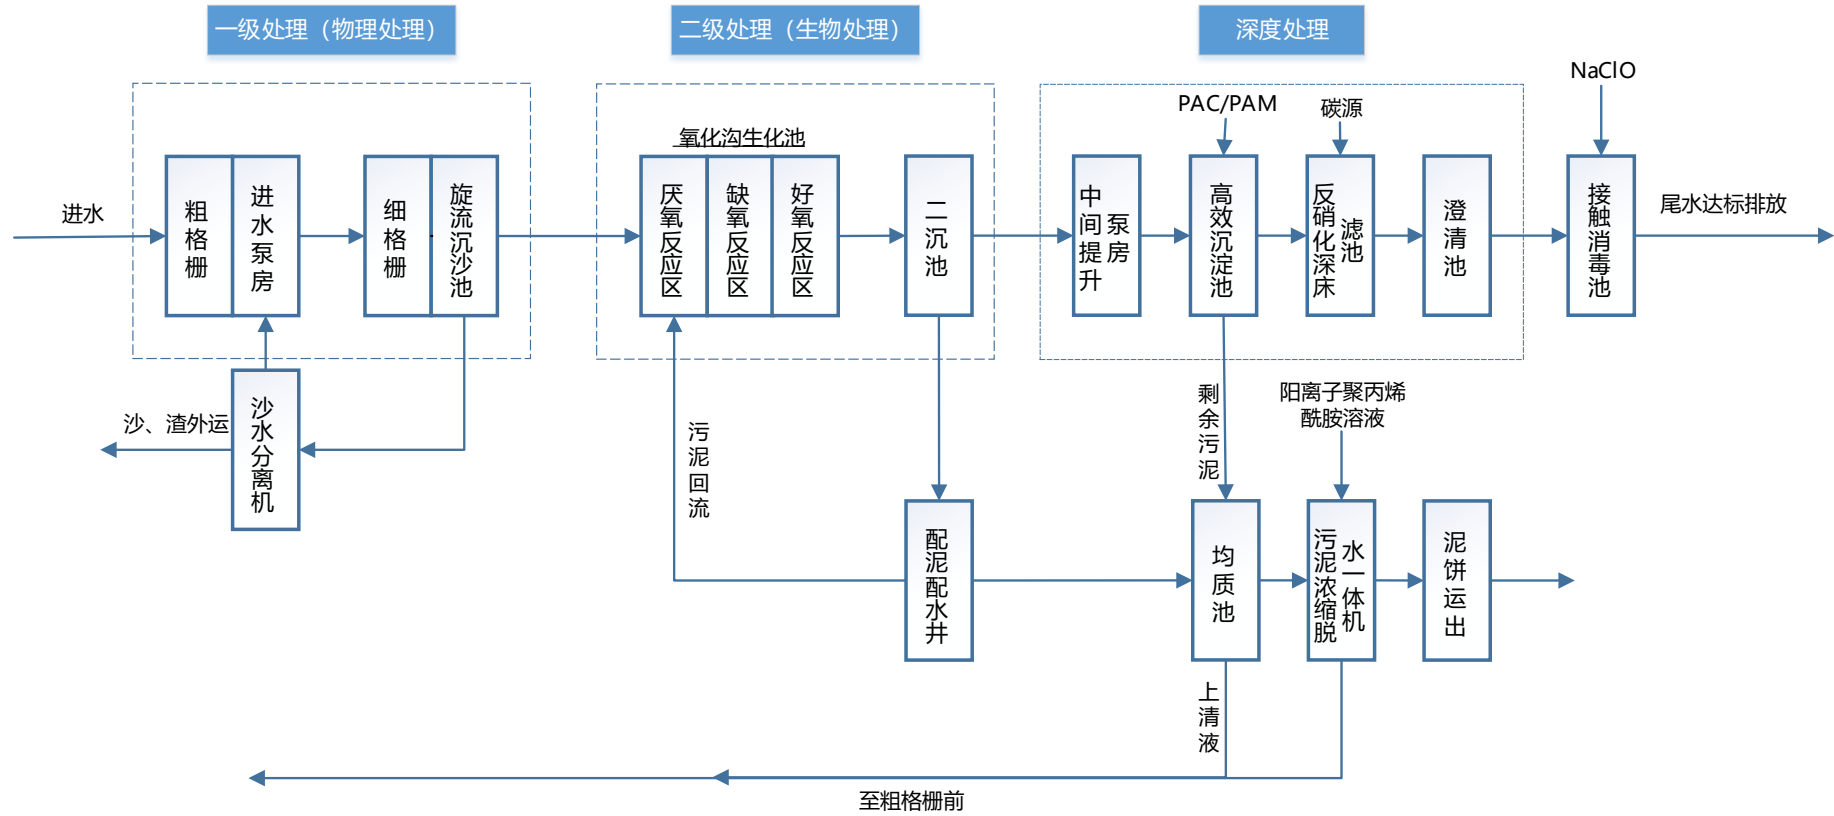 一级处理（物理处理）
二级处理（生物处理）
深度处理
NaClO
PAC/PAM
碳源
氧化沟生化池
进水
粗格栅
进水泵房
细格栅
旋流沉沙池
厌氧反应区
缺氧反应区
好氧反应区
二沉池
中间提升
泵房
高效沉淀池
反硝化深床
滤池
澄清池
接触消毒池
尾水达标排放
沙、渣外运
沙水分离机
污泥回流
剩余污泥
阳离子聚丙烯
酰胺溶液
配泥配水井
均质池
污泥浓缩脱
水一体机
泥饼运出
上清液
至粗格栅前